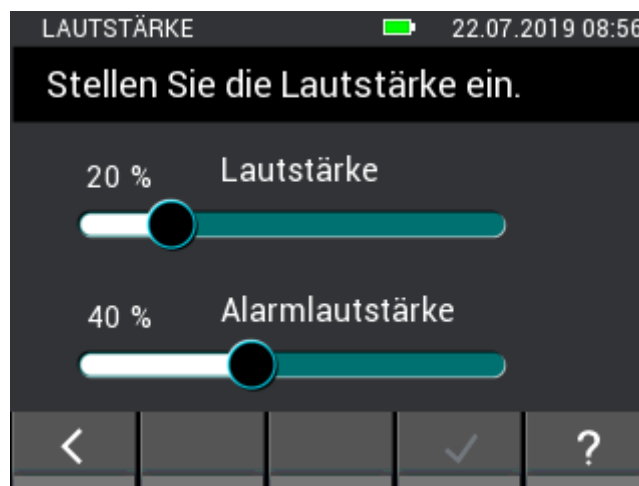 LAUTSTÄRKE 22.07.2019 08:56
Stellen Sie die Lautstärke ein.
20 % Lautstärke
40 % Alarmlautstärke
?